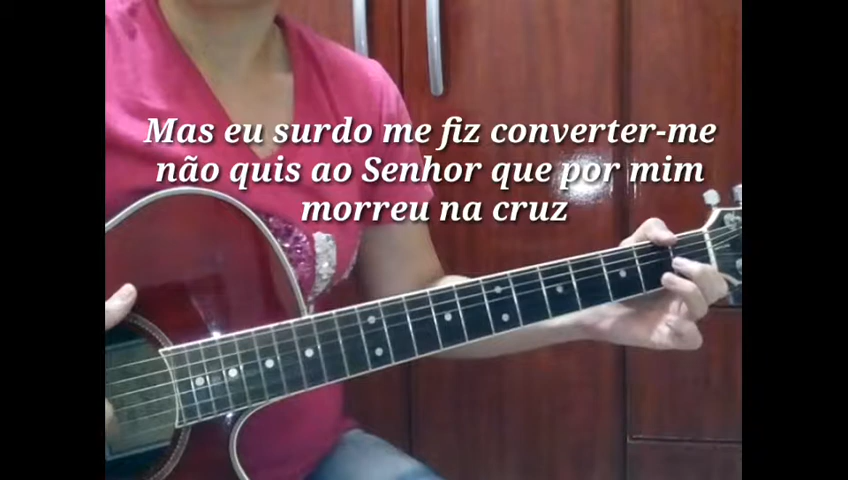 Mas eu surdo me fiz converter-me
não quis ao Senhor que por mim
morreu na cruz